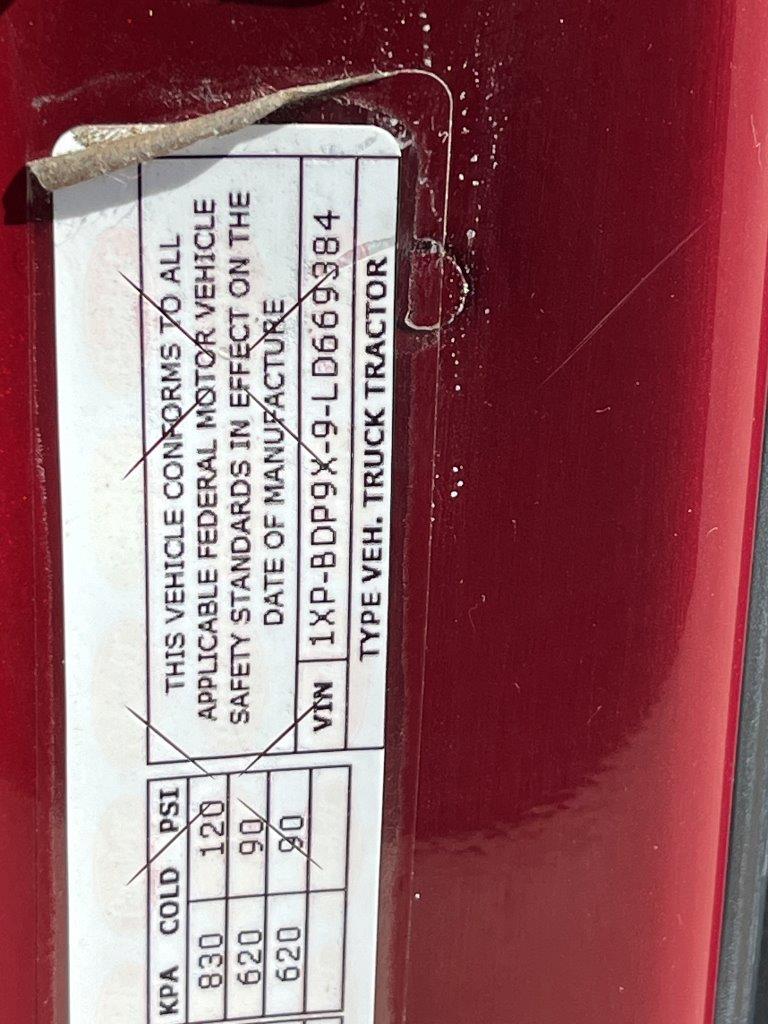 THIS VEHICLE CONFORMS TO ALL
APPLICABLE FEDERAL MOTOR VEHICLE
SAFETY STANDARDS IN EFFECT ON THE
DATE OF MANUFACTURE
VIN 1XP-BDP9X-9-LD669384
TYPE VEH. TRUCK TRACTOR
KPA COLD PSI
830 120
620 90
620 90